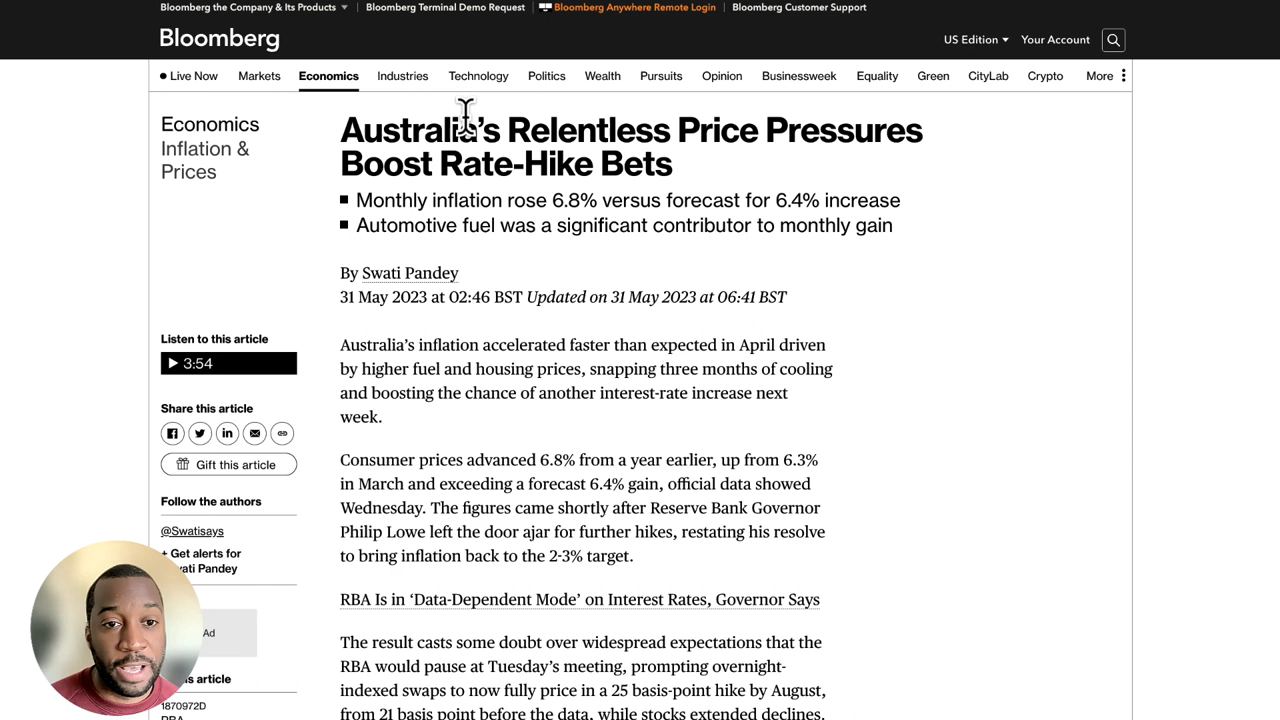 Bloomberg the Company & Its Products
Bloomberg Terminal Demo Request
Bloomberg Anywhere Remote Login
Bloomberg Customer Support
Bloomberg
US Edition
Your Account
Live Now
Markets
Economics
Industries
Technology
Politics
Wealth
Pursuits
Opinion
Businessweek
Equality
Green
CityLab
Crypto
More
Economics
Inflation &
Prices
Australia's Relentless Price Pressures
Boost Rate-Hike Bets
Monthly inflation rose 6.8% versus forecast for 6.4% increase
Automotive fuel was a significant contributor to monthly gain
By Swati Pandey
31 May 2023 at 02:46 BST Updated on 31 May 2023 at 06:41 BST
Listen to this article
3:54
Share this article
Gift this article
Follow the authors
@Swatisays
+ Get alerts for
Pandey
Ad
article
1870972D
RBA
Australia’s inflation accelerated faster than expected in April driven
by higher fuel and housing prices, snapping three months of cooling
and boosting the chance of another interest-rate increase next
week.
Consumer prices advanced 6.8% from a year earlier, up from 6.3%
in March and exceeding a forecast 6.4% gain, official data showed
Wednesday. The figures came shortly after Reserve Bank Governor
Philip Lowe left the door ajar for further hikes, restating his resolve
to bring inflation back to the 2-3% target.
RBA Is in ‘Data-Dependent Mode’ on Interest Rates, Governor Says
The result casts some doubt over widespread expectations that the
RBA would pause at Tuesday’s meeting, prompting overnight-
indexed swaps to now fully price in a 25 basis-point hike by August,
from 21 basis point before the data, while stocks extended declines.